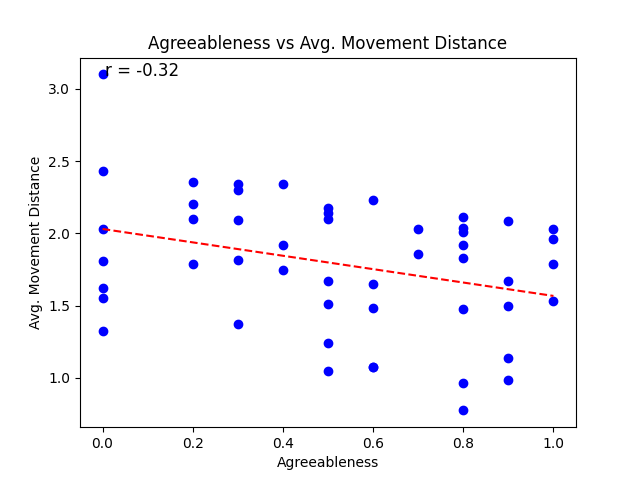 Agreeableness vs Avg. Movement Distance
r = -0.32
3.0
2.5
2.0
1.5
1.0
Avg. Movement Distance
0.0 0.2 0.4 0.6 0.8 1.0
Agreeableness